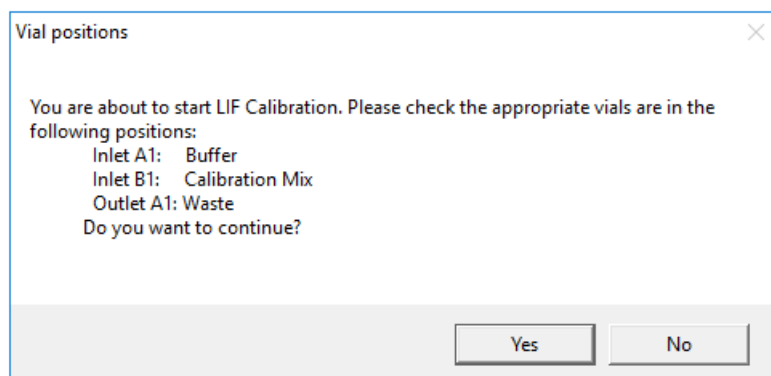 Vial positions
You are about to start LIF Calibration. Please check the appropriate vials are in the
following positions:
Inlet A1: Buffer
Inlet B1: Calibration Mix
Outlet A1: Waste
Do you want to continue?
Yes No